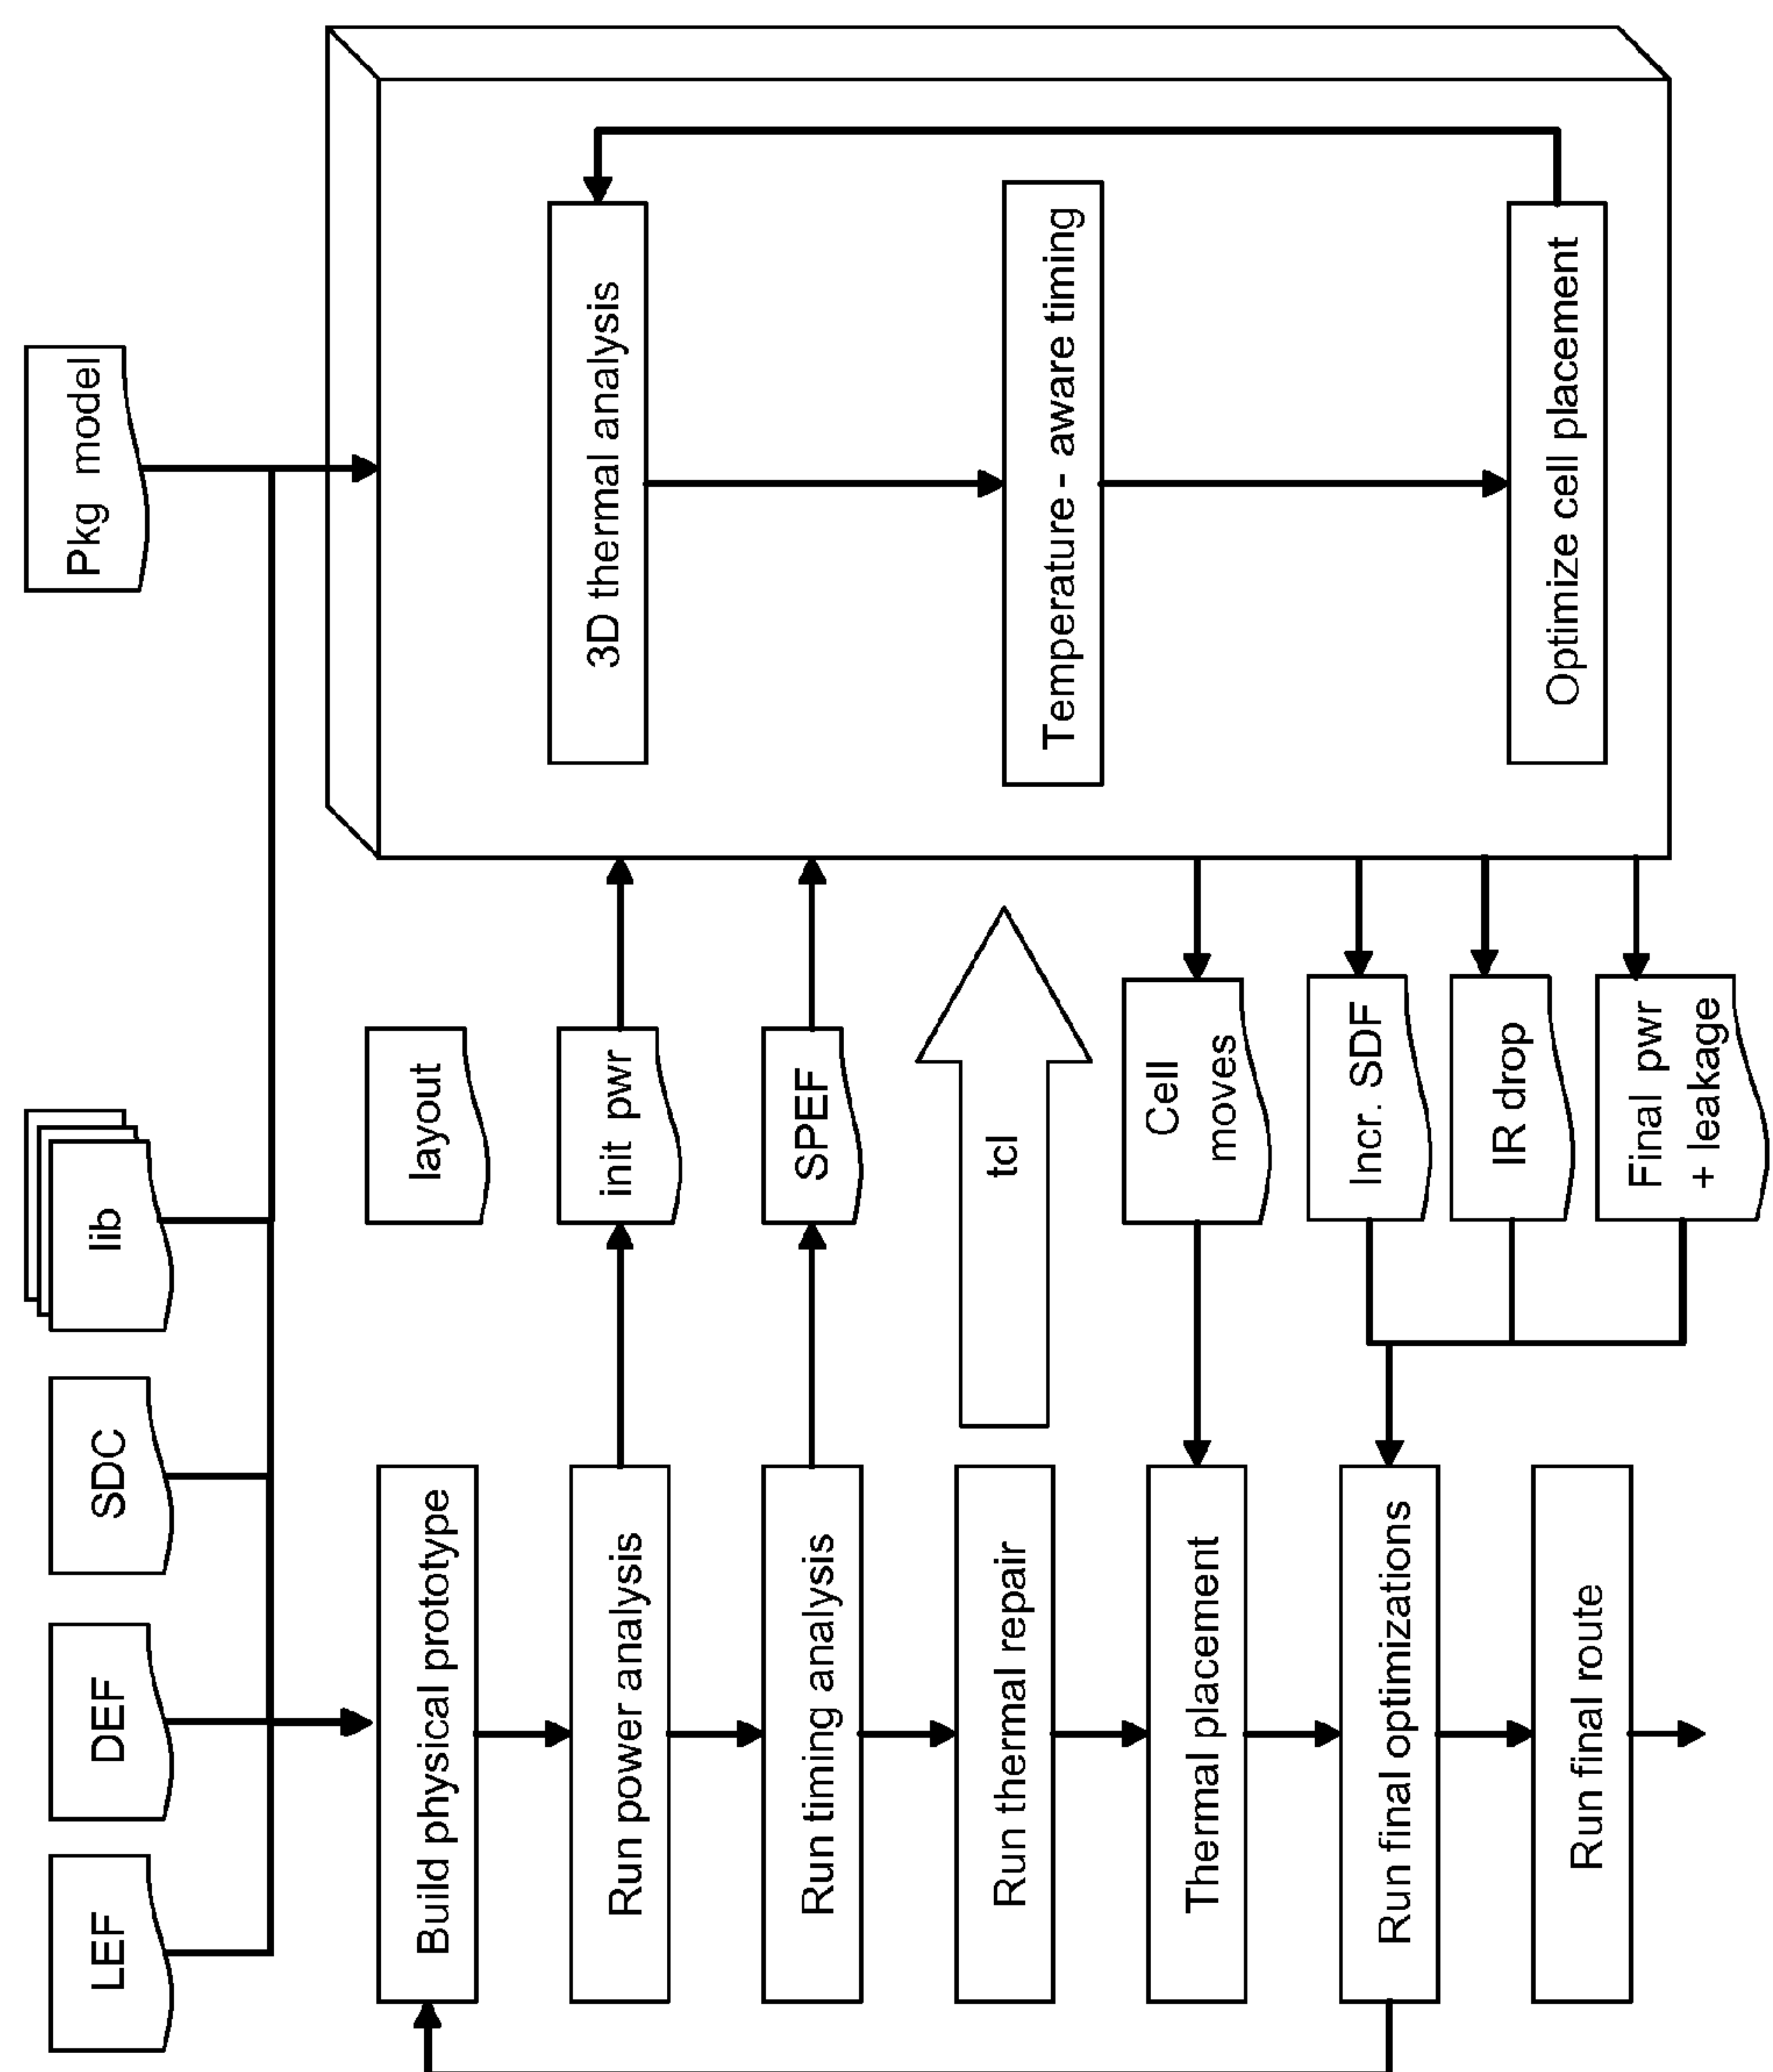 LEF
DEF
SDC
lib
Pkg model
Build physical prototype
Run power analysis
Run timing analysis
Run thermal repair
Thermal placement
Run final optimizations
Run final route
layout
init pwr
SPEF
tcl
Cell
moves
Incr. SDF
IR drop
Final pwr
+ leakage
3D thermal analysis
Temperature- aware timing
Optimize cell placement